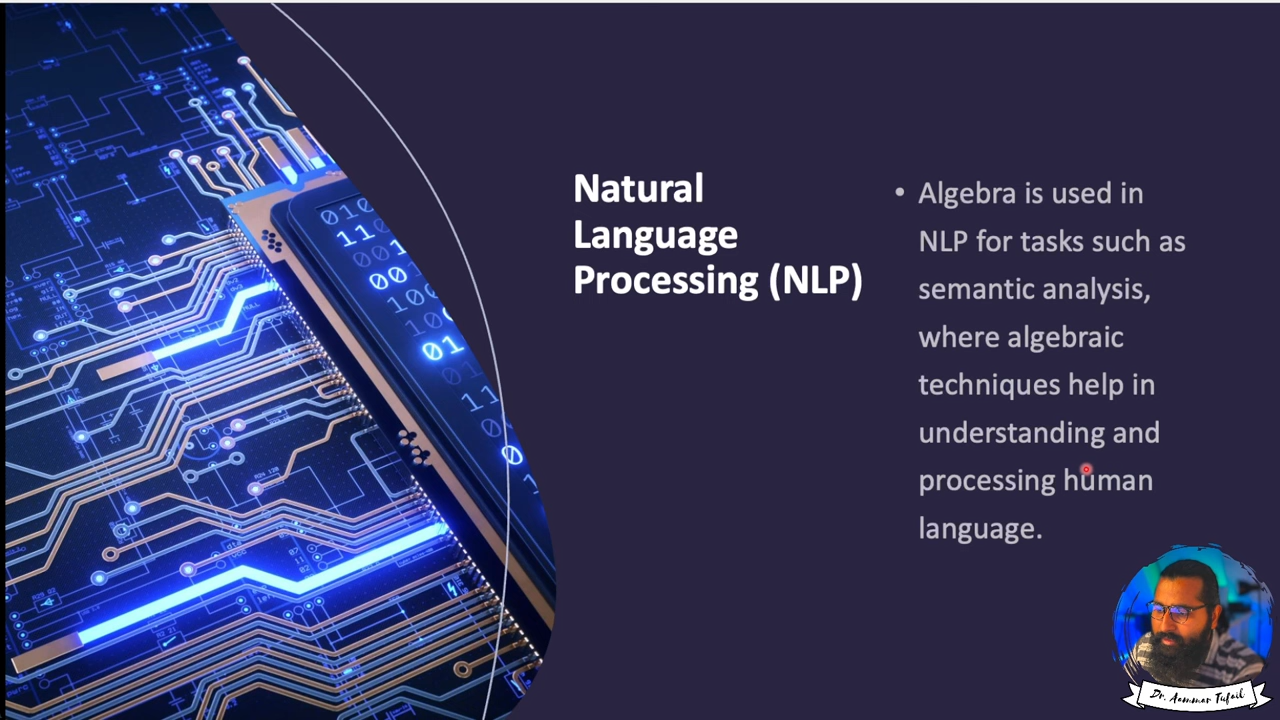 Natural
Language
Processing (NLP)
• Algebra is used in
NLP for tasks such as
semantic analysis,
where algebraic
techniques help in
understanding and
processing human
language.
Dr. Aammar Tufail